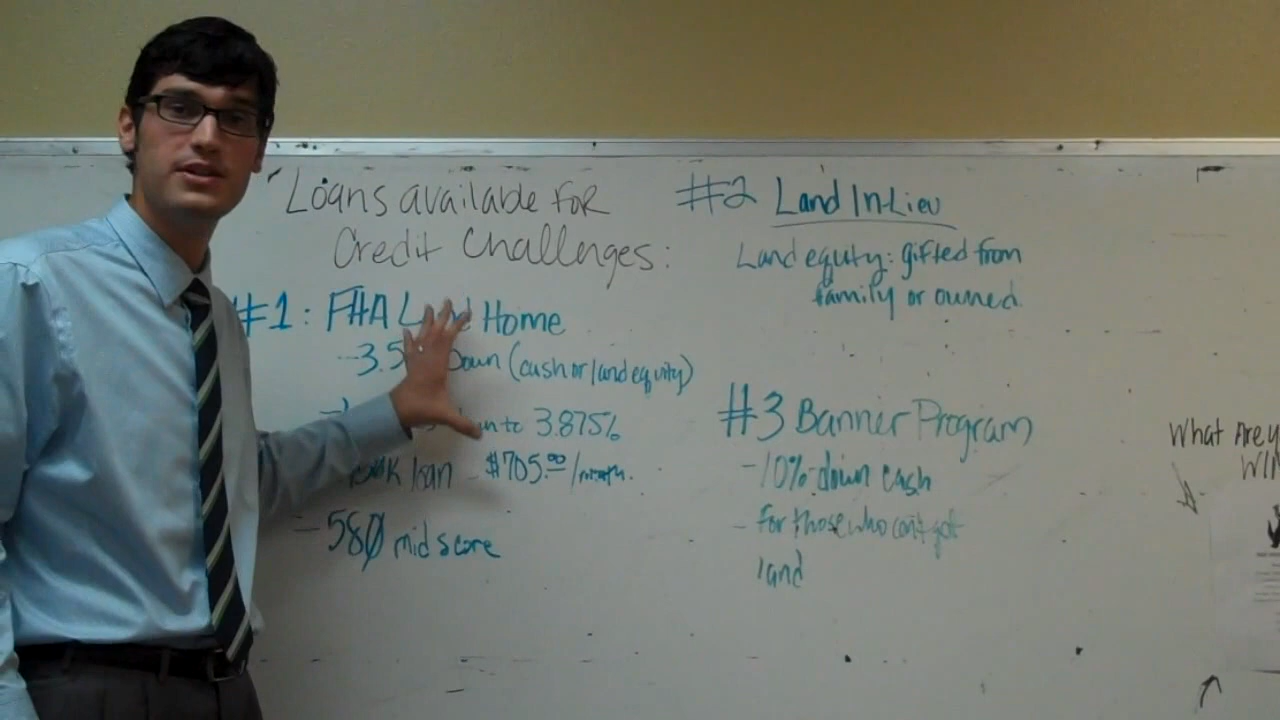 Loans available for
Credit Challenges:
#1: FHA Land Home
-3.5 Down (cash or land equity)
to 3.875%
loan - $705.00/month.
- 580 mid score
#2 Land In-Lieu
Land equity: gifted from
family or owned.
#3 Banner Program
-10% down cash
- for those who can't get
land
What Are